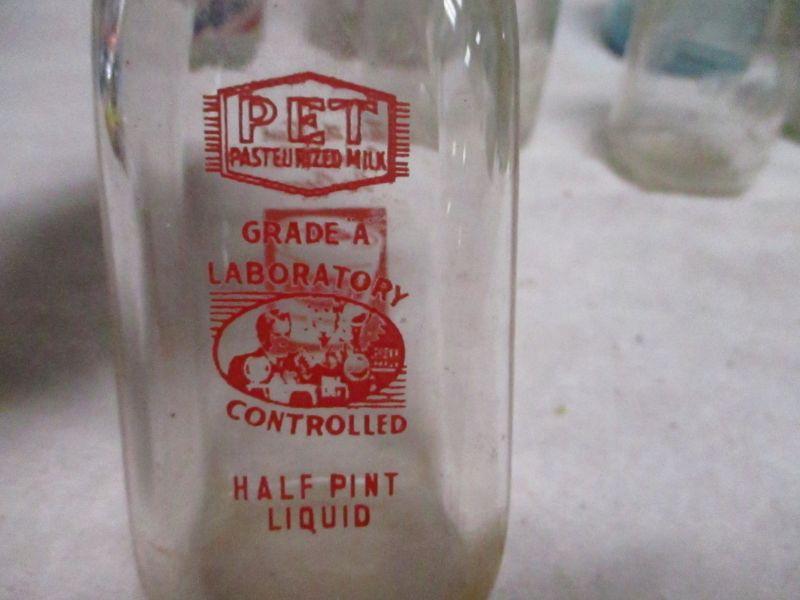 PET
PASTEURIZED MILK
GRADE A
LABORATORY
CONTROLLED
HALF PINT
LIQUID